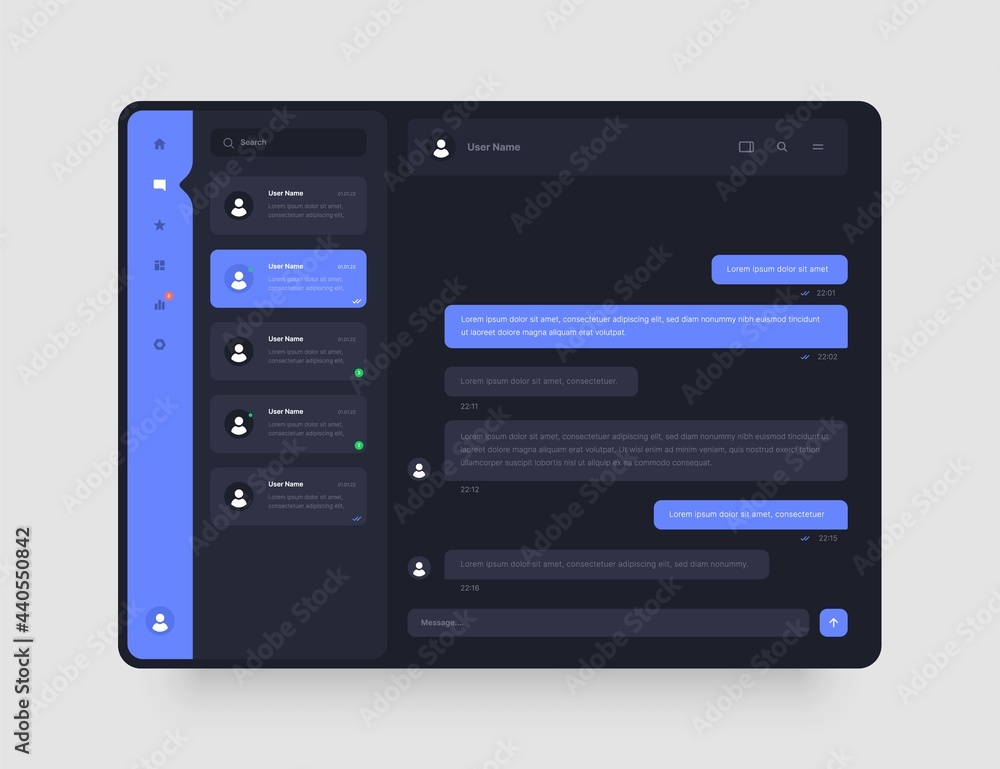 Search
User Name
01.01.22
Lorem ipsum dolor sit amet,
consectetuer adipiscing elit,
User Name
01.01.22
Lorem ipsum dolor sit amet,
consectetuer adipiscing elit,
User Name
01.01.22
Lorem ipsum dolor sit amet,
consectetuer adipiscing elit,
3
User Name
01.01.22
Lorem ipsum dolor sit amet,
consectetuer adipiscing elit,
User Name
01.01.22
Lorem ipsum dolor sit amet,
consectetuer adipiscing elit,
User Name
Lorem ipsum dolor sit amet
22:01
Lorem ipsum dolor sit amet, consectetuer adipiscing elit, sed diam nonummy nibh euismod tincidunt
ut laoreet dolore magna aliquam erat volutpat.
22:02
Lorem ipsum dolor sit amet, consectetuer.
22:11
Lorem ipsum dolor sit amet, consectetuer adipiscing elit, sed diam nonummy nibh euismod tincidunt ut
laoreet dolore magna aliquam erat volutpat. Ut wisi enim ad minim veniam, quis nostrud exerci tation
ullamcorper suscipit lobortis nisl ut aliquip ex ea commodo consequat.
22:12
Lorem ipsum dolor sit amet, consectetuer
22:15
Lorem ipsum dolor sit amet, consectetuer adipiscing elit, sed diam nonummy.
22:16
Message....
Adobe Stock | #440550842
Adobe Stock